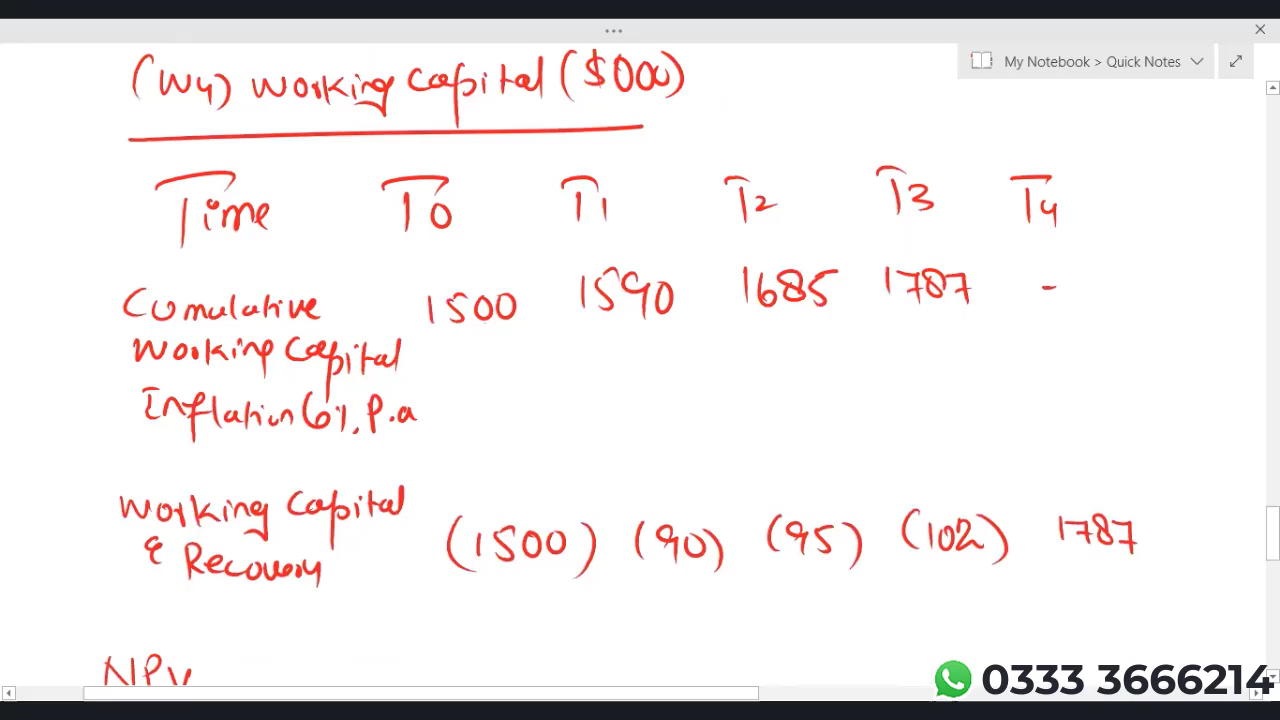 My Notebook > Quick Notes
(W4) Working Capital ($000)
Time T0 T1 T2 T3 T4
Cumulative 1500 1590 1685 1787 -
Working Capital
Inflation 6% P.a
Working Capital
& Recovery (1500) (90) (95) (102) 1787
NPV
0333 3666214